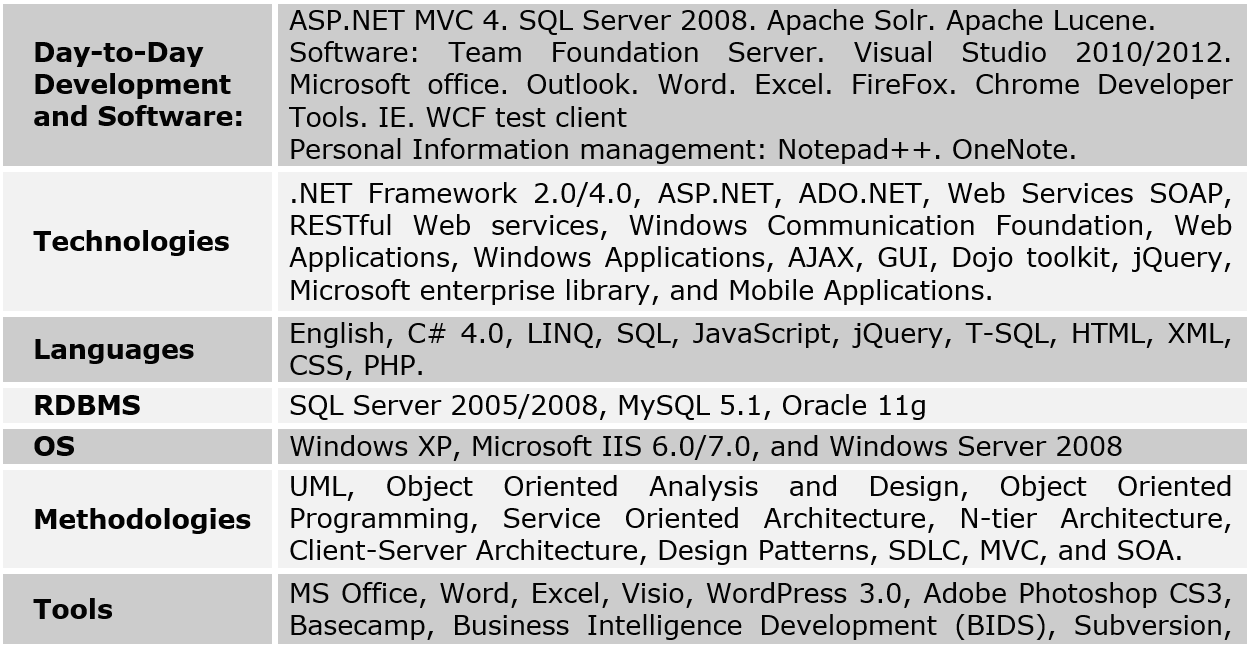 Day-to-Day
Development
and Software:
ASP.NET MVC 4. SQL Server 2008. Apache Solr. Apache Lucene.
Software: Team Foundation Server. Visual Studio 2010/2012.
Microsoft office. Outlook. Word. Excel. FireFox. Chrome Developer
Tools. IE. WCF test client
Personal Information management: Notepad++. OneNote.
Technologies
.NET Framework 2.0/4.0, ASP.NET, ADO.NET, Web Services SOAP,
RESTful Web services, Windows Communication Foundation, Web
Applications, Windows Applications, AJAX, GUI, Dojo toolkit, jQuery,
Microsoft enterprise library, and Mobile Applications.
Languages
English, C# 4.0, LINQ, SQL, JavaScript, jQuery, T-SQL, HTML, XML,
CSS, PHP.
RDBMS
SQL Server 2005/2008, MySQL 5.1, Oracle 11g
OS
Windows XP, Microsoft IIS 6.0/7.0, and Windows Server 2008
Methodologies
UML, Object Oriented Analysis and Design, Object Oriented
Programming, Service Oriented Architecture, N-tier Architecture,
Client-Server Architecture, Design Patterns, SDLC, MVC, and SOA.
Tools
MS Office, Word, Excel, Visio, WordPress 3.0, Adobe Photoshop CS3,
Basecamp, Business Intelligence Development (BIDS), Subversion,